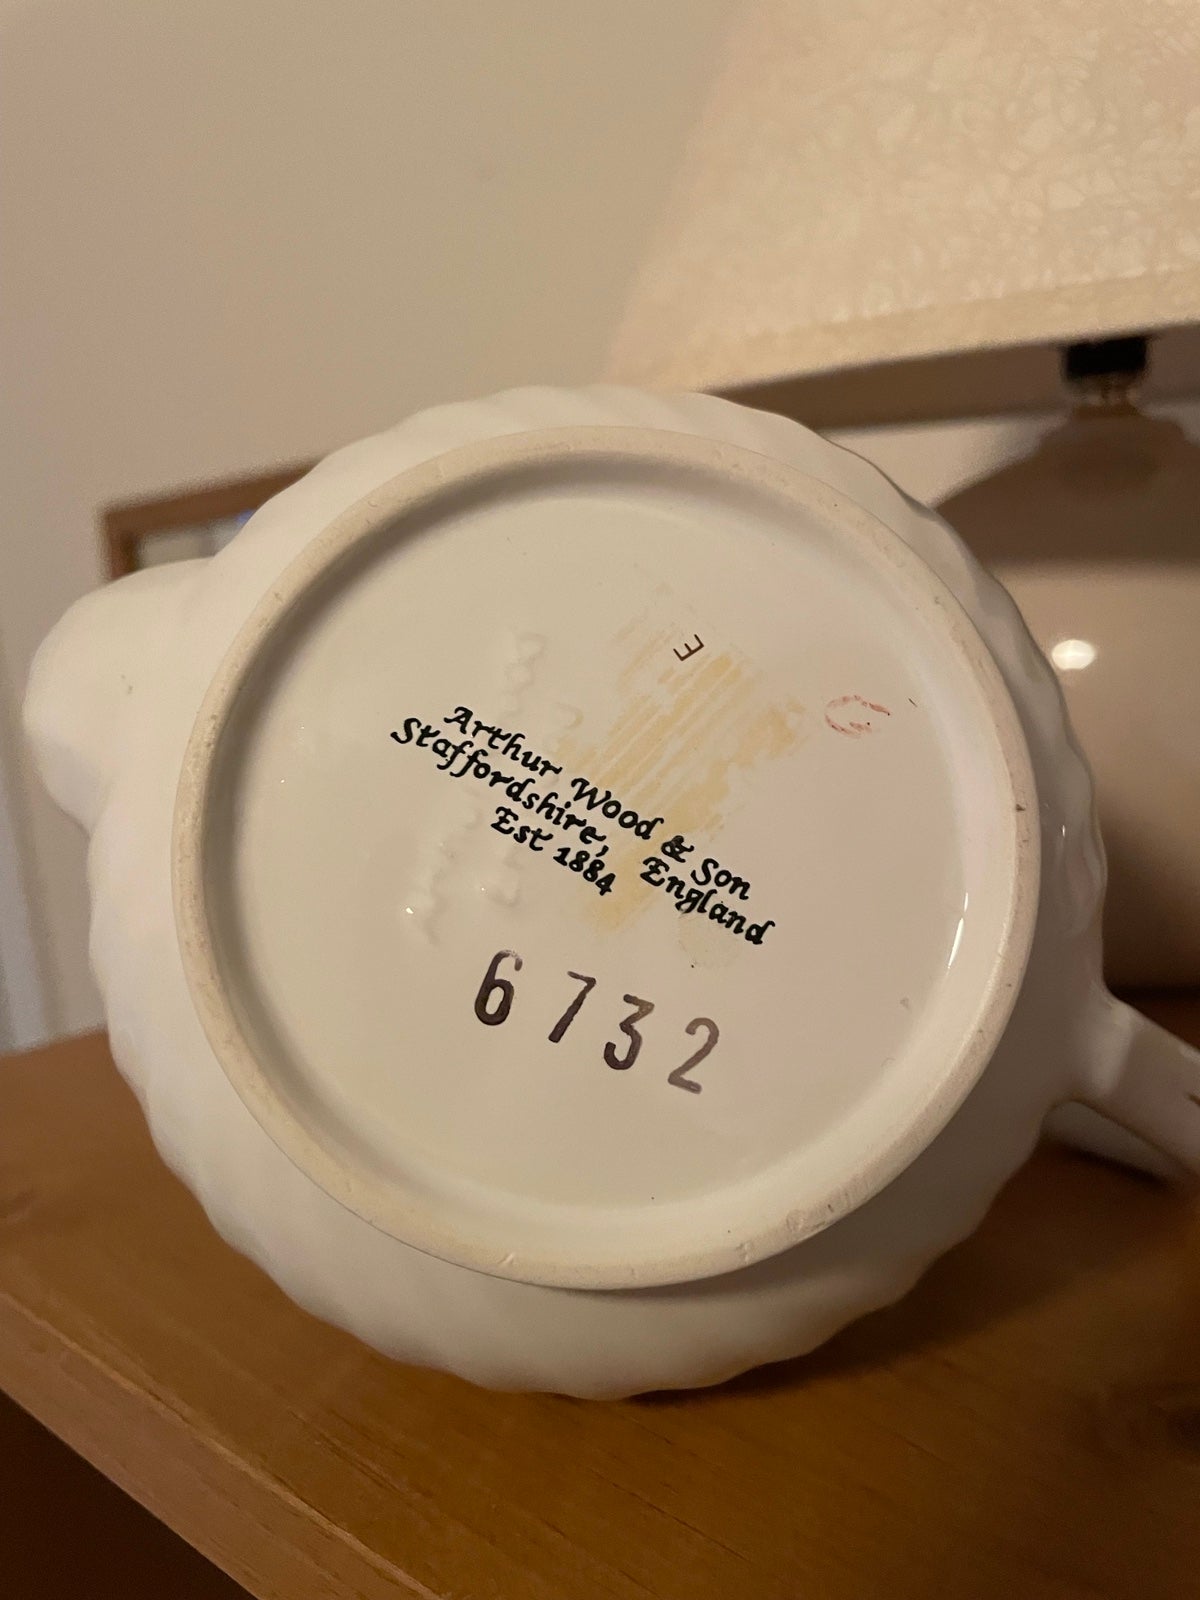 E
Arthur Wood & Son
Staffordshire, England
Est 1884
6732